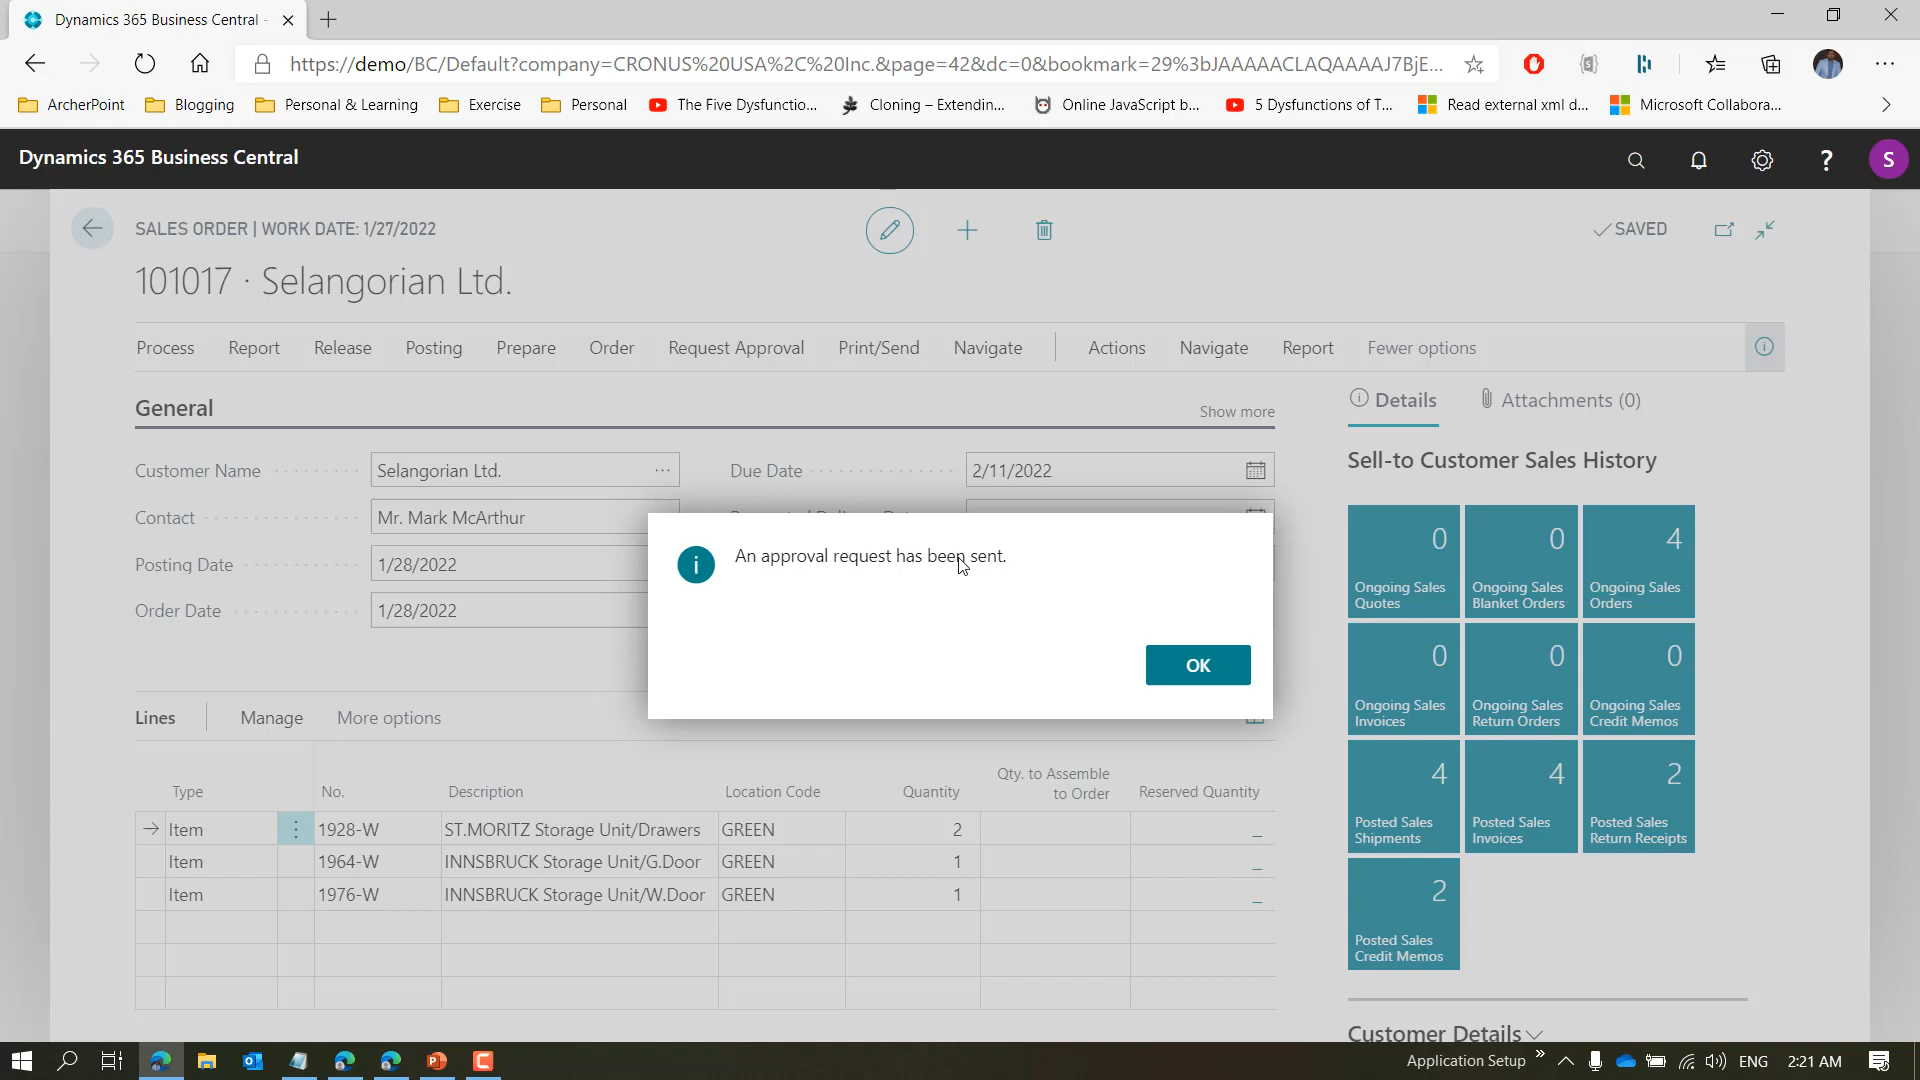 Dynamics 365 Business Central -
https://demo/BC/Default?company=CRONUS%20USA%2C%20Inc.&page=42&dc=0&bookmark=29%3bJAAAAACLAQAAAAJ7BjE...
ArcherPoint
Blogging
Personal & Learning
Exercise
Personal
The Five Dysfunctio...
Cloning – Extendin...
Online JavaScript b...
5 Dysfunctions of T...
Read external xml d...
Microsoft Collabora...
Dynamics 365 Business Central
?
S
SALES ORDER | WORK DATE: 1/27/2022
SAVED
101017 · Selangorian Ltd.
Process Report Release Posting Prepare Order Request Approval Print/Send Navigate Actions Navigate Report Fewer options
General
Show more
Customer Name
Selangorian Ltd.
Due Date
2/11/2022
Contact
Mr. Mark McArthur
Posting Date
1/28/2022
Order Date
1/28/2022
An approval request has been sent.
OK
Details
Attachments (0)
Sell-to Customer Sales History
0
Ongoing Sales
Quotes
0
Ongoing Sales
Blanket Orders
4
Ongoing Sales
Orders
0
Ongoing Sales
Invoices
0
Ongoing Sales
Return Orders
0
Ongoing Sales
Credit Memos
4
Posted Sales
Shipments
4
Posted Sales
Invoices
2
Posted Sales
Return Receipts
2
Posted Sales
Credit Memos
Customer Details
Lines
Manage
More options
Type
No.
Description
Location Code
Quantity
Qty. to Assemble
to Order
Reserved Quantity
Item 1928-W ST.MORITZ Storage Unit/Drawers GREEN 2 _
Item 1964-W INNSBRUCK Storage Unit/G.Door GREEN 1 _
Item 1976-W INNSBRUCK Storage Unit/W.Door GREEN 1 _
Application Setup
ENG
2:21 AM